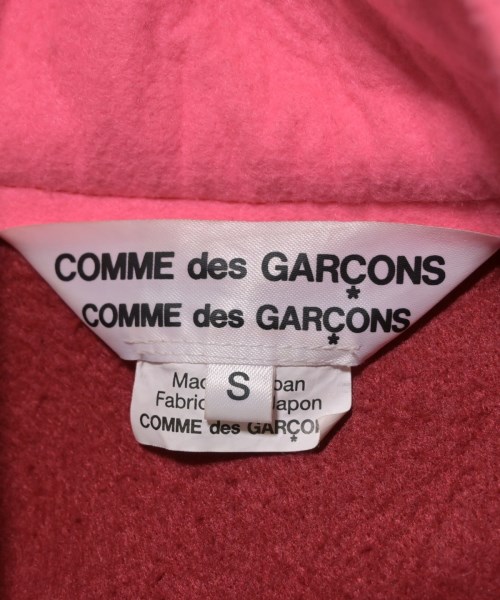 COMME des GARÇONS
COMME des GARÇONS
S
Mac pan
Fabric apon
COMME des GARÇOI